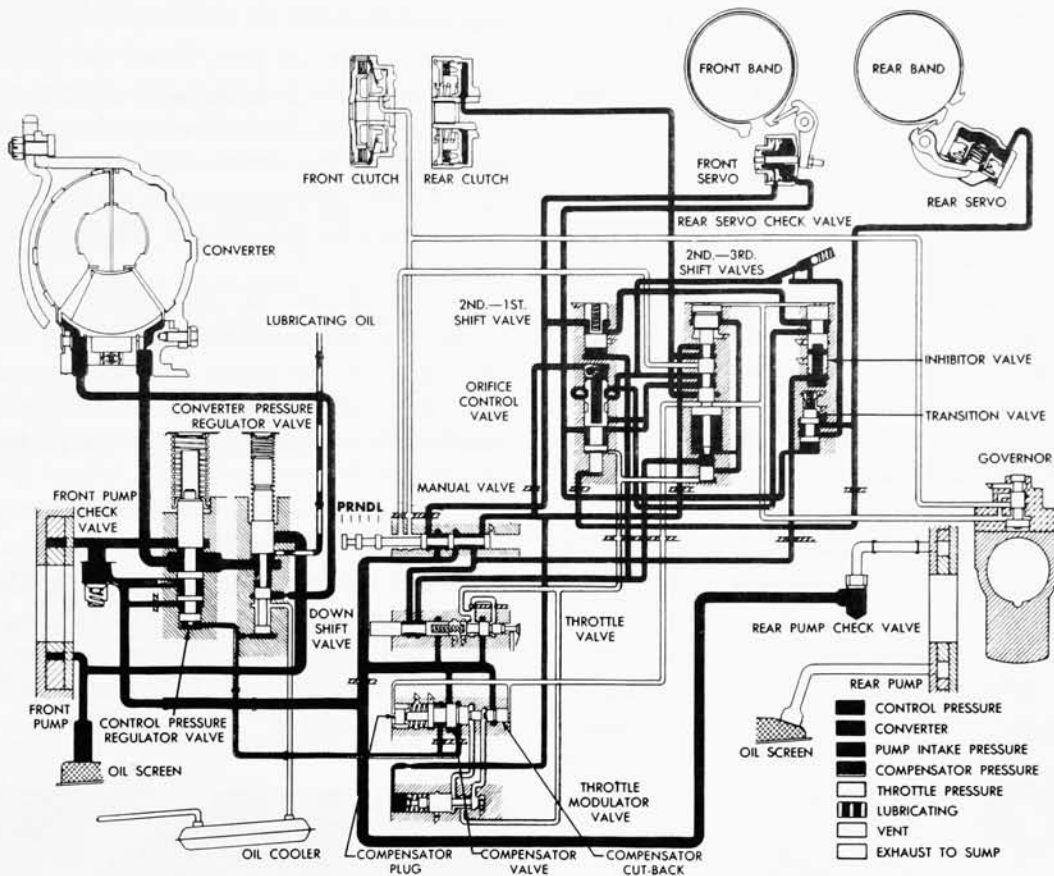 FRONT BAND
REAR BAND
FRONT CLUTCH
REAR CLUTCH
FRONT
SERVO
REAR SERVO
REAR SERVO CHECK VALVE
CONVERTER
2ND.—3RD.
SHIFT VALVES
2ND.—1ST.
SHIFT VALVE
LUBRICATING OIL
INHIBITOR VALVE
ORIFICE
CONTROL
VALVE
CONVERTER PRESSURE
REGULATOR VALVE
TRANSITION VALVE
GOVERNOR
FRONT PUMP
CHECK
VALVE
MANUAL VALVE
PRNDL
DOWN
SHIFT
VALVE
THROTTLE
VALVE
REAR PUMP CHECK VALVE
FRONT
PUMP
CONTROL PRESSURE
REGULATOR VALVE
REAR PUMP
OIL SCREEN
OIL SCREEN
THROTTLE
MODULATOR
VALVE
OIL COOLER
COMPENSATOR
PLUG
COMPENSATOR
VALVE
COMPENSATOR
CUT-BACK
CONTROL PRESSURE
CONVERTER
PUMP INTAKE PRESSURE
COMPENSATOR PRESSURE
THROTTLE PRESSURE
LUBRICATING
VENT
EXHAUST TO SUMP